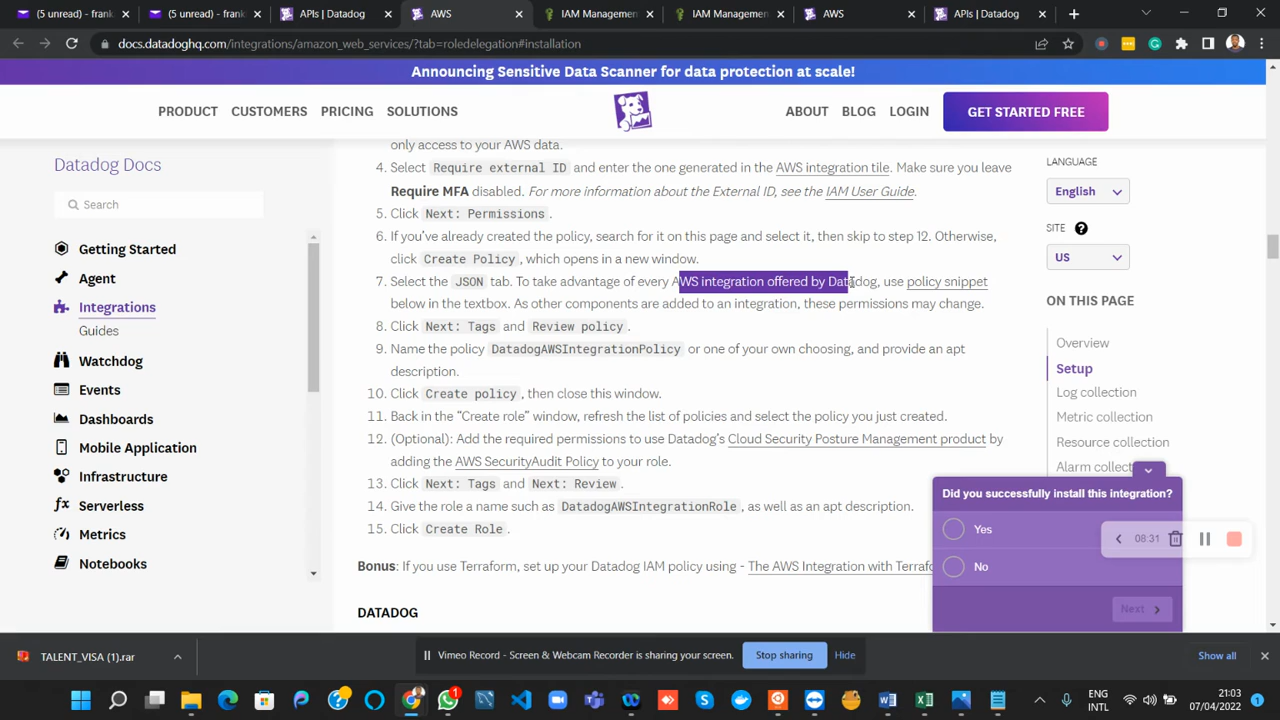 (5 unread) - frank
(5 unread) - frank
APIs | Datadog
AWS
IAM Managemen
IAM Managemen
AWS
APIs | Datadog
docs.datadoghq.com/integrations/amazon_web_services/?tab=roledelegation#installation
Announcing Sensitive Data Scanner for data protection at scale!
PRODUCT CUSTOMERS PRICING SOLUTIONS ABOUT BLOG LOGIN GET STARTED FREE
Datadog Docs
Search
Getting Started
Agent
Integrations
Guides
Watchdog
Events
Dashboards
Mobile Application
Infrastructure
Serverless
Metrics
Notebooks
only access to your AWS data.
4. Select Require external ID and enter the one generated in the AWS integration tile. Make sure you leave
Require MFA disabled. For more information about the External ID, see the IAM User Guide.
5. Click Next: Permissions.
6. If you've already created the policy, search for it on this page and select it, then skip to step 12. Otherwise,
click Create Policy, which opens in a new window.
7. Select the JSON tab. To take advantage of every AWS integration offered by Datadog, use policy snippet
below in the textbox. As other components are added to an integration, these permissions may change.
8. Click Next: Tags and Review policy.
9. Name the policy DatadogAWSIntegrationPolicy or one of your own choosing, and provide an apt
description.
10. Click Create policy, then close this window.
11. Back in the “Create role” window, refresh the list of policies and select the policy you just created.
12. (Optional): Add the required permissions to use Datadog's Cloud Security Posture Management product by
adding the AWS SecurityAudit Policy to your role.
13. Click Next: Tags and Next: Review.
14. Give the role a name such as DatadogAWSIntegrationRole, as well as an apt description.
15. Click Create Role.
Bonus: If you use Terraform, set up your Datadog IAM policy using - The AWS Integration with Terrafo
DATADOG
LANGUAGE
English
SITE ?
US
ON THIS PAGE
Overview
Setup
Log collection
Metric collection
Resource collection
Alarm collect
Did you successfully install this integration?
Yes
No
Next
08:31
TALENT_VISA (1).rar
Vimeo Record - Screen & Webcam Recorder is sharing your screen.
Stop sharing
Hide
Show all
1
ENG
INTL
21:03
07/04/2022